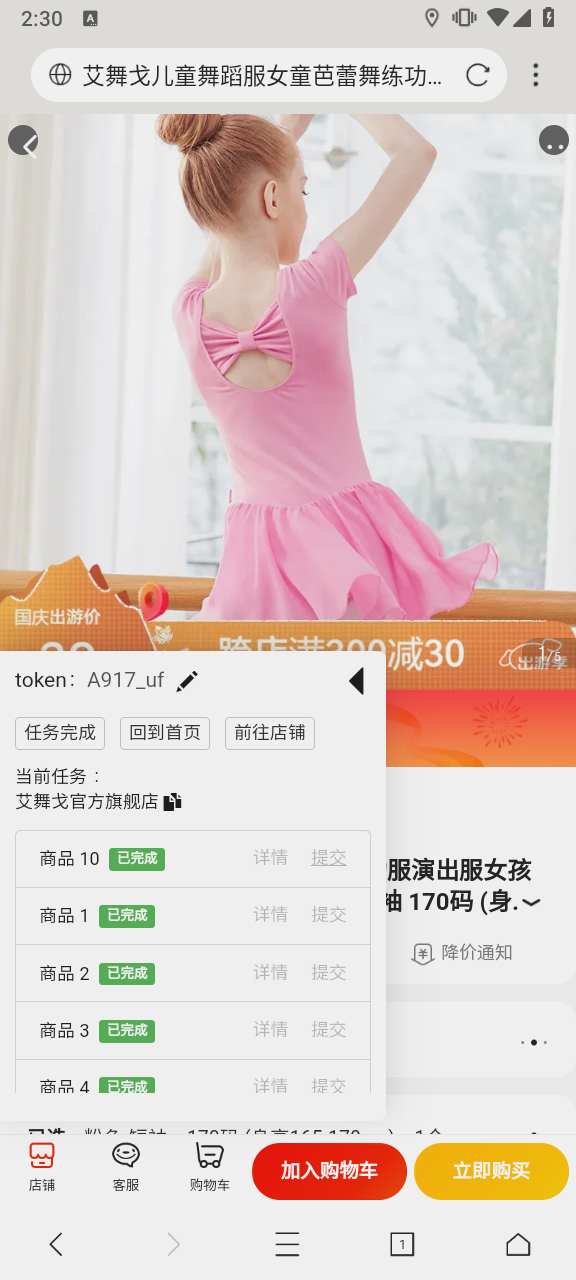 2:30
A
艾舞戈儿童舞蹈服女童芭蕾舞练功...
国庆出游价
跨店满300减30
出游季
1/5
token: A917_uf
任务完成 回到首页 前往店铺
当前任务：
艾舞戈官方旗舰店
商品 10 已完成 详情 提交
商品 1 已完成 详情 提交
商品 2 已完成 详情 提交
商品 3 已完成 详情 提交
商品 4 已完成 详情 提交
服演出服女孩
袖 170码 (身.
降价通知
店铺 客服 购物车 加入购物车 立即购买
1